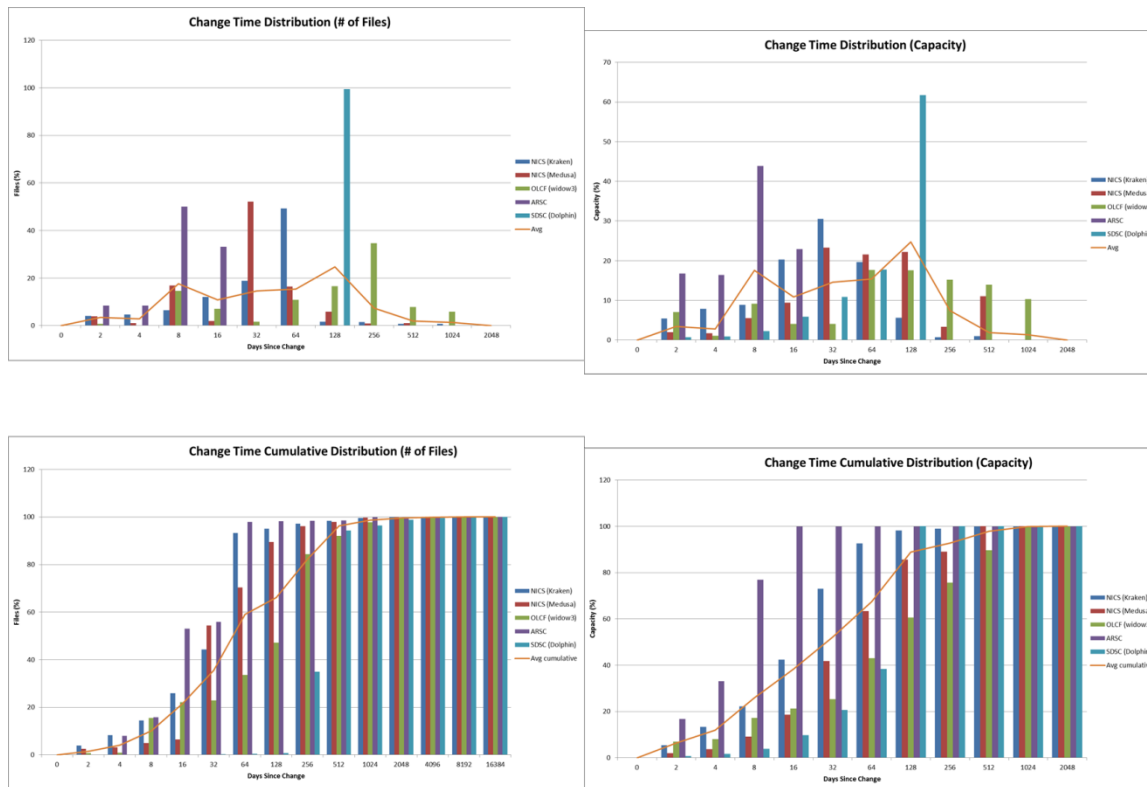 Change Time Distribution (# of Files)
120
100
80
60
40
20
0
Files (%)
0 2 4 8 16 32 64 128 256 512 1024 2048
Days Since Change
NICS (Kraken)
NICS (Medusa)
OLCF (widow3)
ARSC
SDSC (Dolphin)
Avg
Change Time Distribution (Capacity)
70
60
50
40
30
20
10
0
Capacity (%)
0 2 4 8 16 32 64 128 256 512 1024 2048
Days Since Change
NICS (Kraken)
NICS (Medusa
OLCF (widow
ARSC
SDSC (Dolphin
Avg
Change Time Cumulative Distribution (# of Files)
120
100
80
60
40
20
0
Files (%)
0 2 4 8 16 32 64 128 256 512 1024 2048 4096 8192 16384
Days Since Change
NICS (Kraken)
NICS (Medusa)
OLCF (widow3)
ARSC
SDSC (Dolphin)
Avg cumulative
Change Time Cumulative Distribution (Capacity)
120
100
80
60
40
20
0
Capacity (%)
0 2 4 8 16 32 64 128 256 512 1024 2048
Days Since Change
NICS (Kraken)
NICS (Medusa
OLCF (widow
ARSC
SDSC (Dolphin
Avg cumulativ